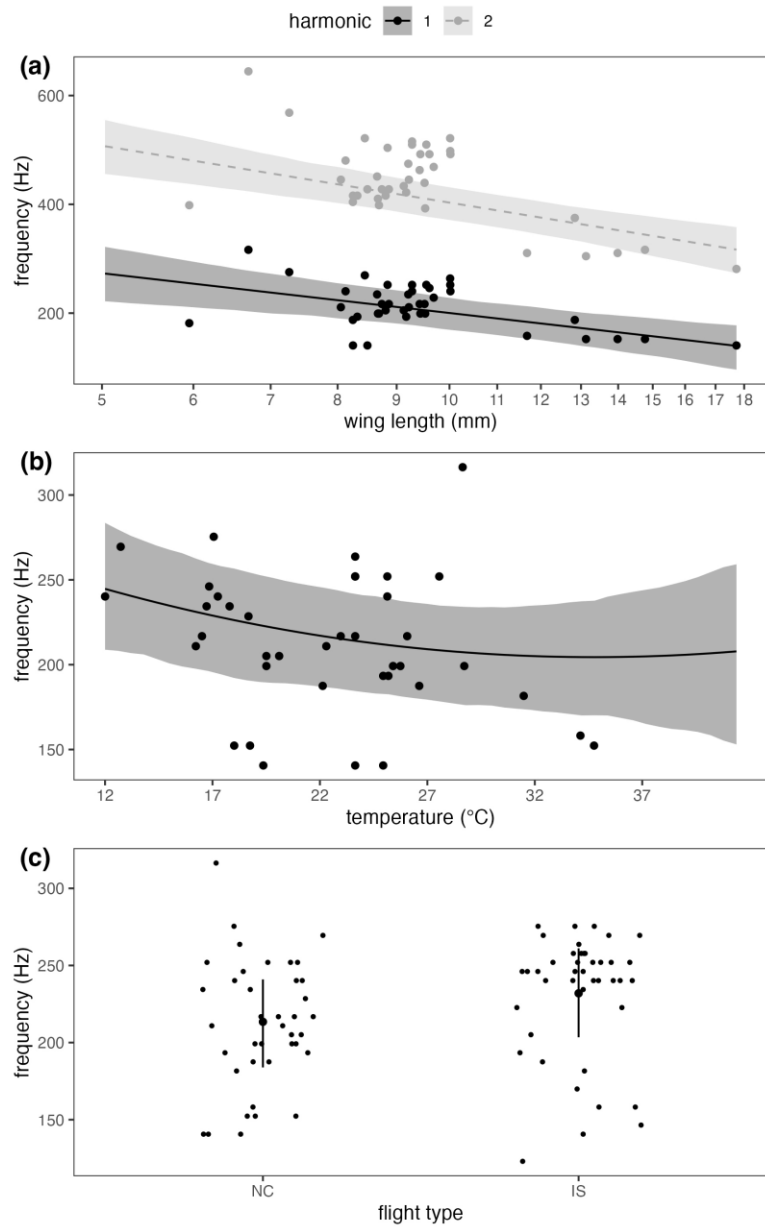 harmonic 1 2
(a)
600
400
200
frequency (Hz)
5 6 7 8 9 10 11 12 13 14 15 16 17 18
wing length (mm)
(b)
300
250
200
150
frequency (Hz)
12 17 22 27 32 37
temperature (°C)
(c)
300
250
200
150
frequency (Hz)
NC IS
flight type